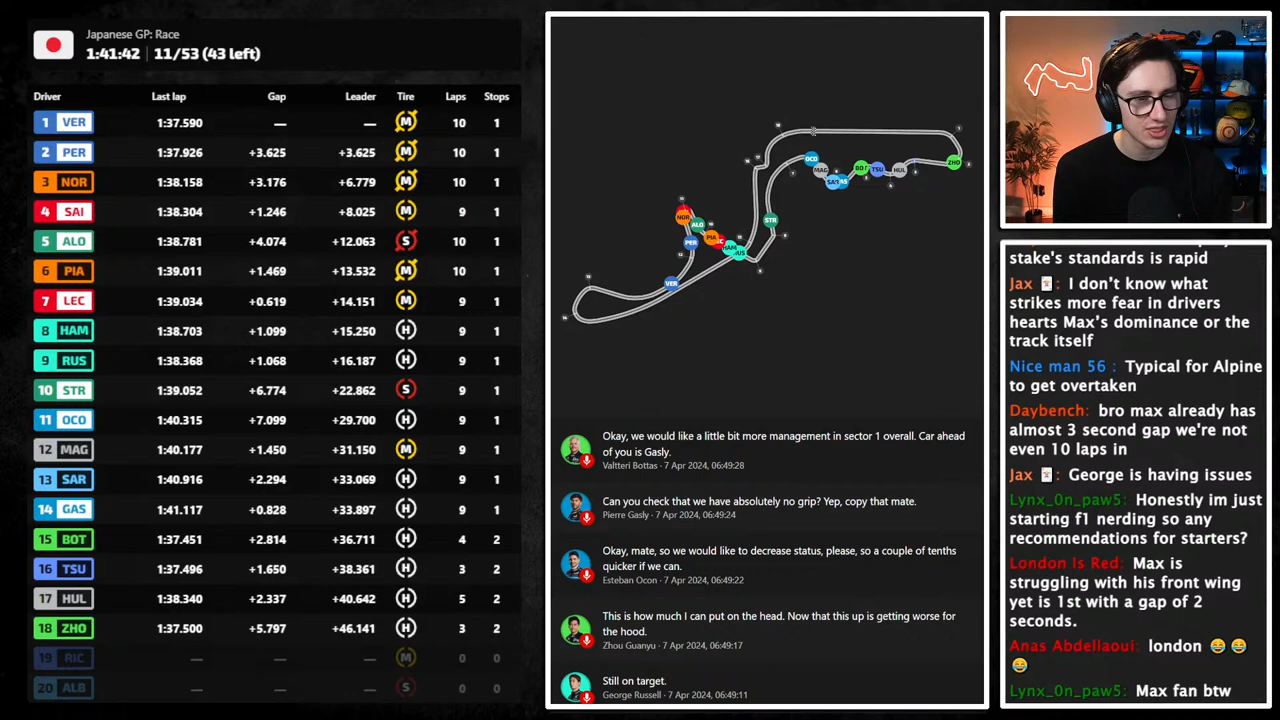 Japanese GP: Race
1:41:42 | 11/53 (43 left)
Driver Last lap Gap Leader Tire Laps Stops
1 VER 1:37.590 — — M 10 1
2 PER 1:37.926 +3.625 +3.625 M 10 1
3 NOR 1:38.158 +3.176 +6.779 M 10 1
4 SAI 1:38.304 +1.246 +8.025 M 9 1
5 ALO 1:38.781 +4.074 +12.063 S 10 1
6 PIA 1:39.011 +1.469 +13.532 M 10 1
7 LEC 1:39.034 +0.619 +14.151 M 9 1
8 HAM 1:38.703 +1.099 +15.250 H 9 1
9 RUS 1:38.368 +1.068 +16.187 H 9 1
10 STR 1:39.052 +6.774 +22.862 S 9 1
11 OCO 1:40.315 +7.099 +29.700 H 9 1
12 MAG 1:40.177 +1.450 +31.150 M 9 1
13 SAR 1:40.916 +2.294 +33.069 H 9 1
14 GAS 1:41.117 +0.828 +33.897 H 9 1
15 BOT 1:37.451 +2.814 +36.711 H 4 2
16 TSU 1:37.496 +1.650 +38.361 H 3 2
17 HUL 1:38.340 +2.337 +40.642 H 5 2
18 ZHO 1:37.500 +5.797 +46.141 H 3 2
19 RIC — — — M 0 0
20 ALB — — — S 0 0
OCO
MAG
TSU
HUL
ZHO
NOR
ALO
STR
PIA
PER
VER
Okay, we would like a little bit more management in sector 1 overall. Car ahead
of you is Gasly.
Valtteri Bottas · 7 Apr 2024, 06:49:28
Can you check that we have absolutely no grip? Yep, copy that mate.
Pierre Gasly · 7 Apr 2024, 06:49:24
Okay, mate, so we would like to decrease status, please, so a couple of tenths
quicker if we can.
Esteban Ocon · 7 Apr 2024, 06:49:22
This is how much I can put on the head. Now that this up is getting worse for
the hood.
Zhou Guanyu · 7 Apr 2024, 06:49:17
Still on target.
George Russell · 7 Apr 2024, 06:49:11
stake's standards is rapid
Jax 🃏: I don't know what
strikes more fear in drivers
hearts Max's dominance or the
track itself
Nice man 56 : Typical for Alpine
to get overtaken
Daybench: bro max already has
almost 3 second gap we're not
even 10 laps in
Jax 🃏: George is having issues
Lynx_0n_paw5: Honestly im just
starting f1 nerding so any
recommendations for starters?
London Is Red: Max is
struggling with his front wing
yet is 1st with a gap of 2
seconds.
Anas Abdellaoui: london 😂😂
😂
Lynx_0n_paw5: Max fan btw